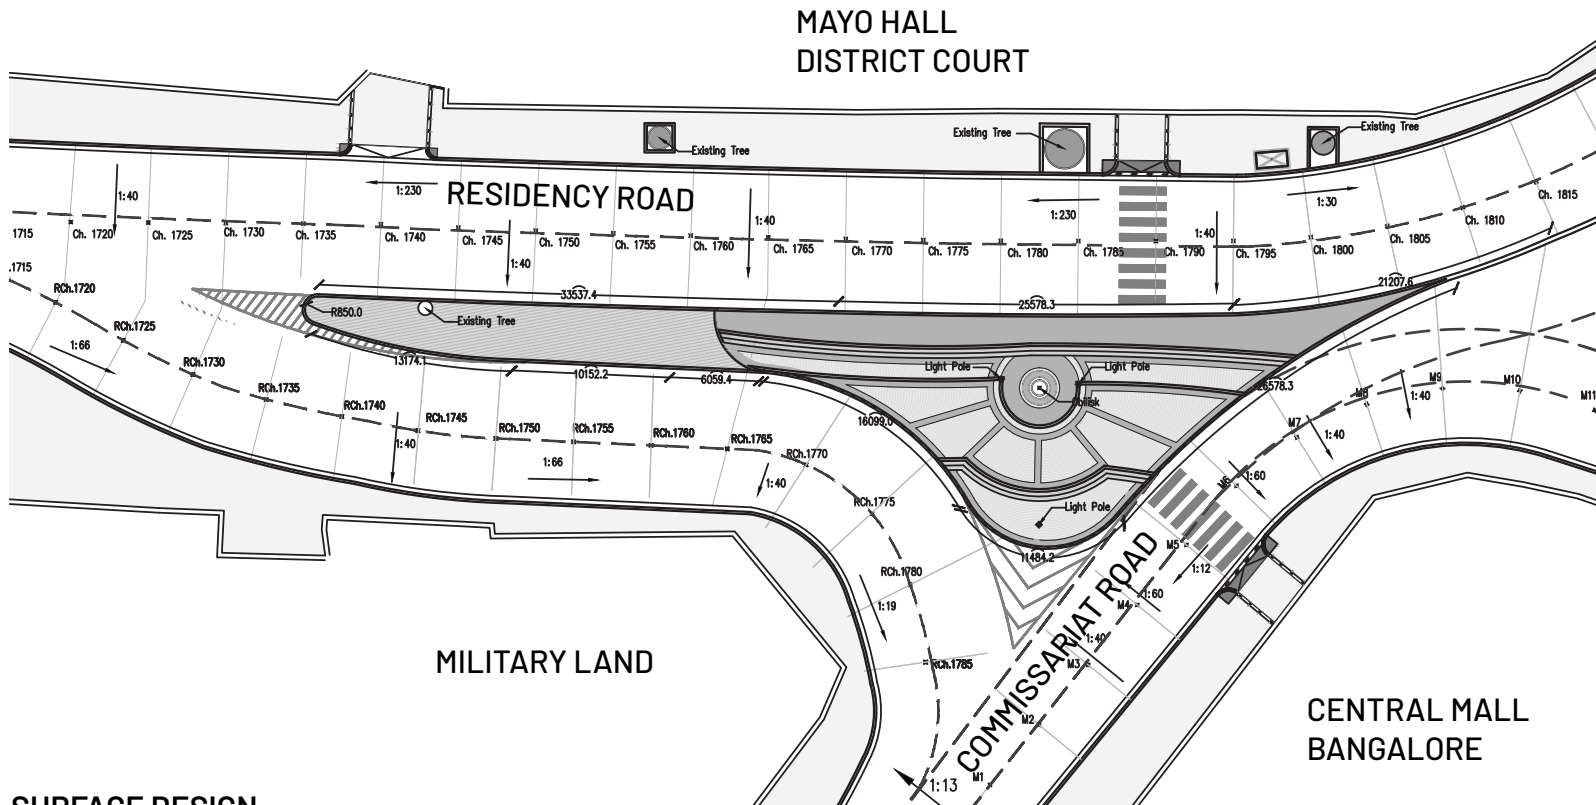 MAYO HALL
DISTRICT COURT
Existing Tree
Existing Tree
Existing Tree
1:40
1:230
RESIDENCY ROAD
1:40
1:230
1:40
1:30
1:40
1715
Ch. 1720
Ch. 1725
Ch. 1730
Ch. 1735
Ch. 1740
Ch. 1745
Ch. 1750
Ch. 1755
Ch. 1760
Ch. 1765
Ch. 1770
Ch. 1775
Ch. 1780
Ch. 1785
Ch. 1790
Ch. 1795
Ch. 1800
Ch. 1805
Ch. 1810
Ch. 1815
.1715
RCh.1720
RCh.1725
RCh.1730
RCh.1735
RCh.1740
RCh.1745
RCh.1750
RCh.1755
RCh.1760
RCh.1765
RCh.1770
RCh.1775
RCh.1780
RCh.1785
33537.4
25578.3
21207.6
R850.0
Existing Tree
13174.1
10152.2
6059.4
16099.0
Light Pole
Light Pole
Light Pole
11484.2
1:66
1:40
1:66
1:40
1:19
M11
M10
M9
M8
M7
M6
M5
M4
M3
M2
M1
1:40
1:40
1:60
1:12
1:60
1:40
1:13
COMMISSARIAT ROAD
MILITARY LAND
CENTRAL MALL
BANGALORE
SURFACE DESIGN